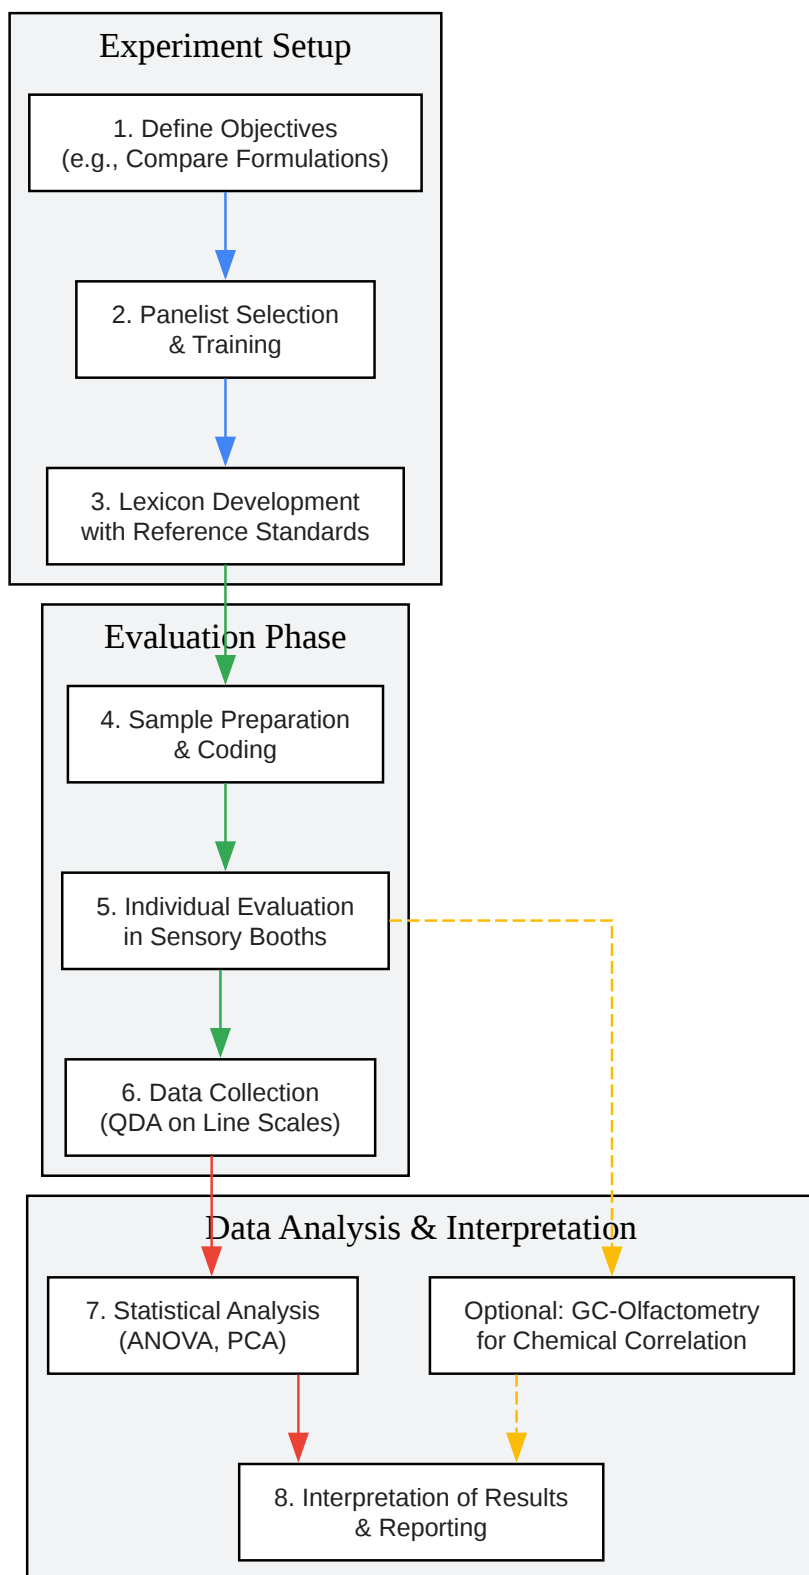 Experiment Setup
1. Define Objectives
(e.g., Compare Formulations)
2. Panelist Selection
& Training
3. Lexicon Development
with Reference Standards
Evaluation Phase
4. Sample Preparation
& Coding
5. Individual Evaluation
in Sensory Booths
6. Data Collection
(QDA on Line Scales)
Data Analysis & Interpretation
7. Statistical Analysis
(ANOVA, PCA)
Optional: GC-Olfactometry
for Chemical Correlation
8. Interpretation of Results
& Reporting